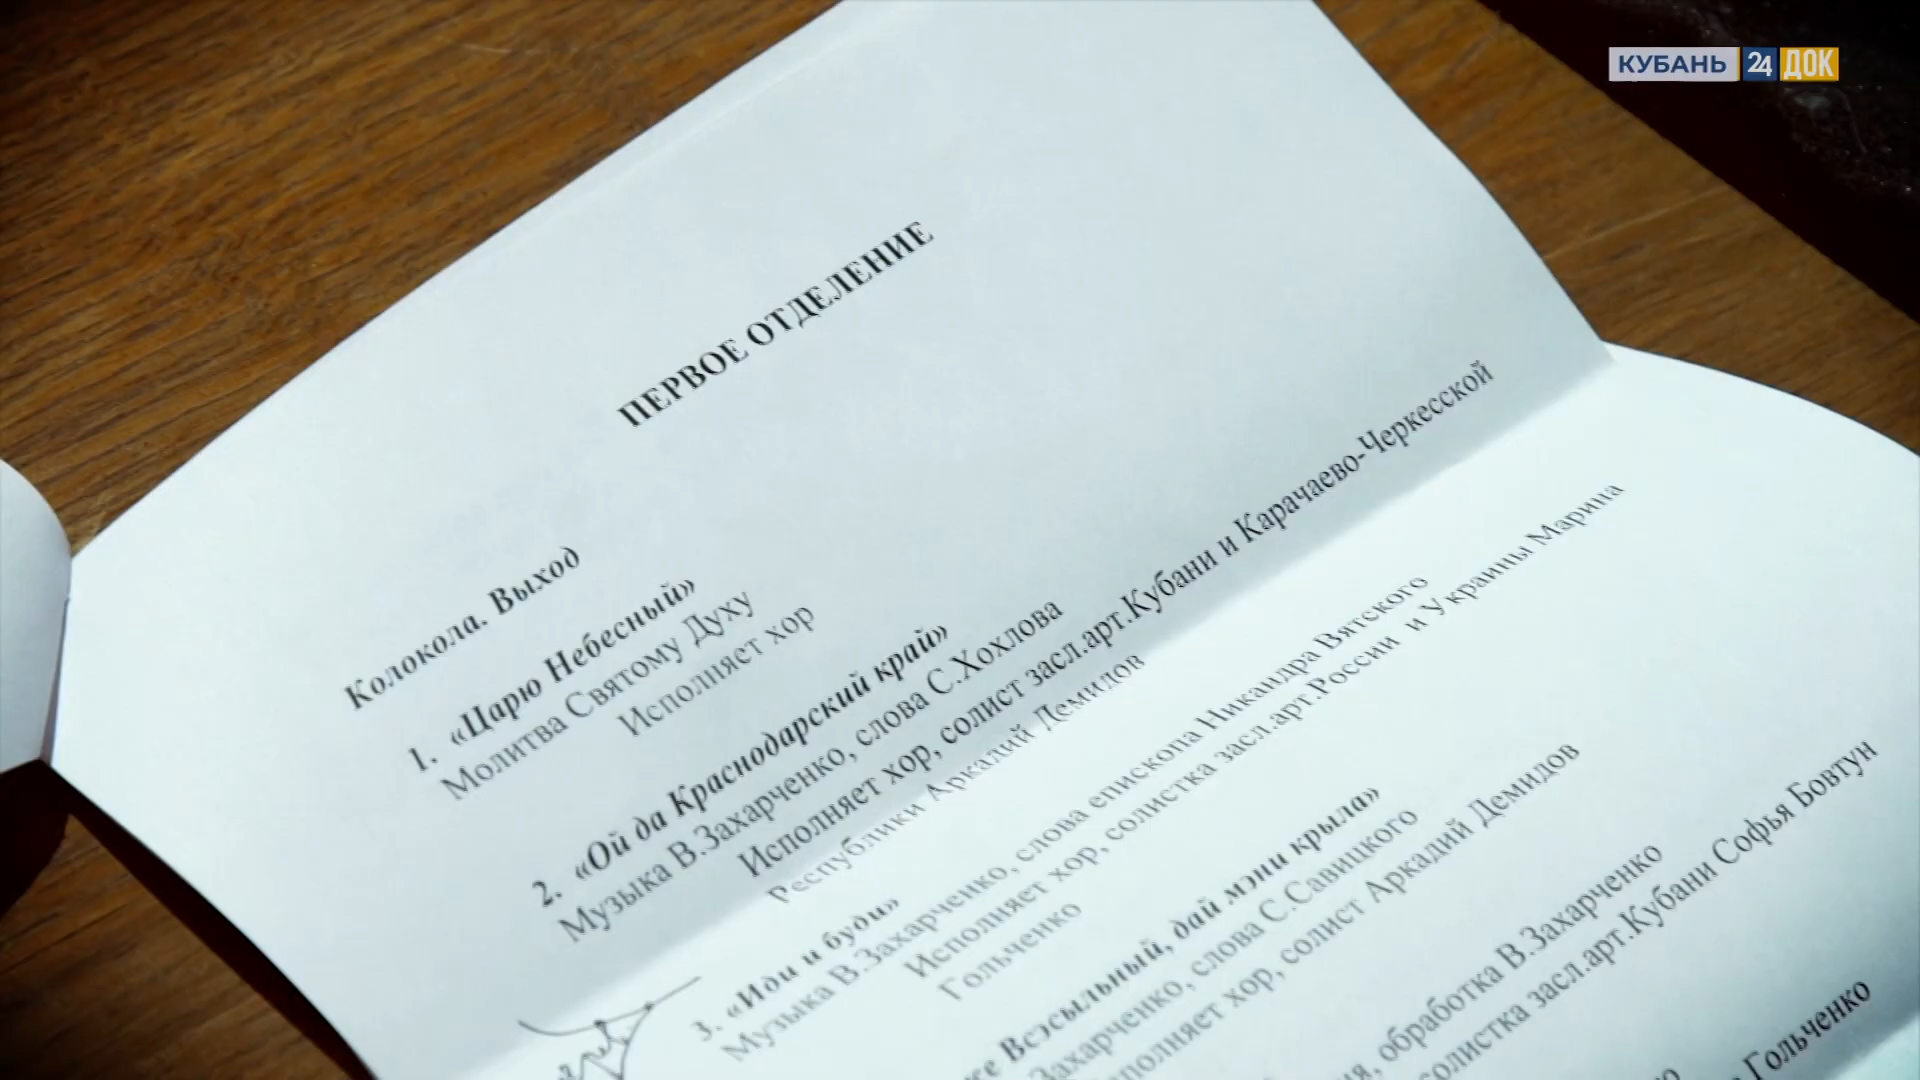 КУБАНЬ 24 ДОК
ПЕРВОЕ ОТДЕЛЕНИЕ
Колокола. Выход
1. «Царю Небесный»
Молитва Святому Духу
Исполняет хор
2. «Ой да Краснодарский край»
Музыка В.Захарченко, слова С.Хохлова
Исполняет хор, солист засл.арт.Кубани и Карачаево-Черкесской
Республики Аркадий Демидов
3. «Иди и буди»
Музыка В.Захарченко, слова епископа Никандра Вятского
Исполняет хор, солистка засл.арт.России и Украины Марина
Гольченко
Всэсыльный, дай мэни крыла»
Захарченко, слова С.Савицкого
хор, солист Аркадий Демидов
обработка В.Захарченко
солистка засл.арт.Кубани Софья Бовтун
Гольченко